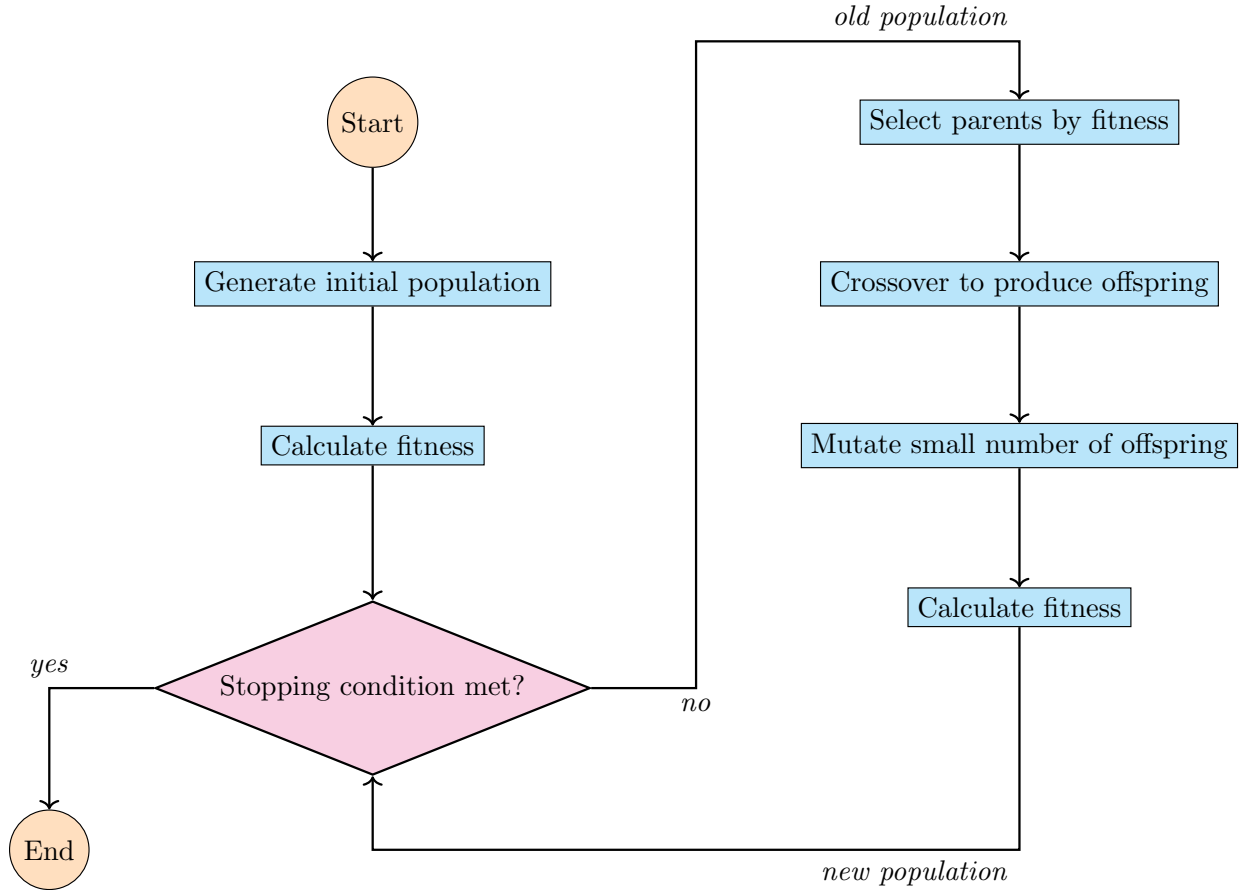 Start
Generate initial population
Calculate fitness
Stopping condition met?
yes
End
no
old population
Select parents by fitness
Crossover to produce offspring
Mutate small number of offspring
Calculate fitness
new population